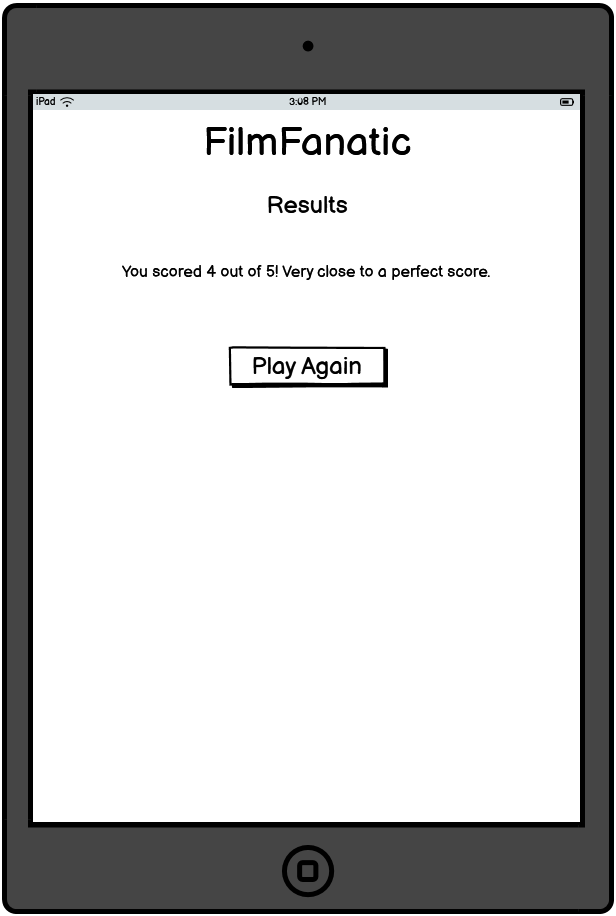 iPad 3:08 PM
FilmFanatic
Results
You scored 4 out of 5! Very close to a perfect score.
Play Again